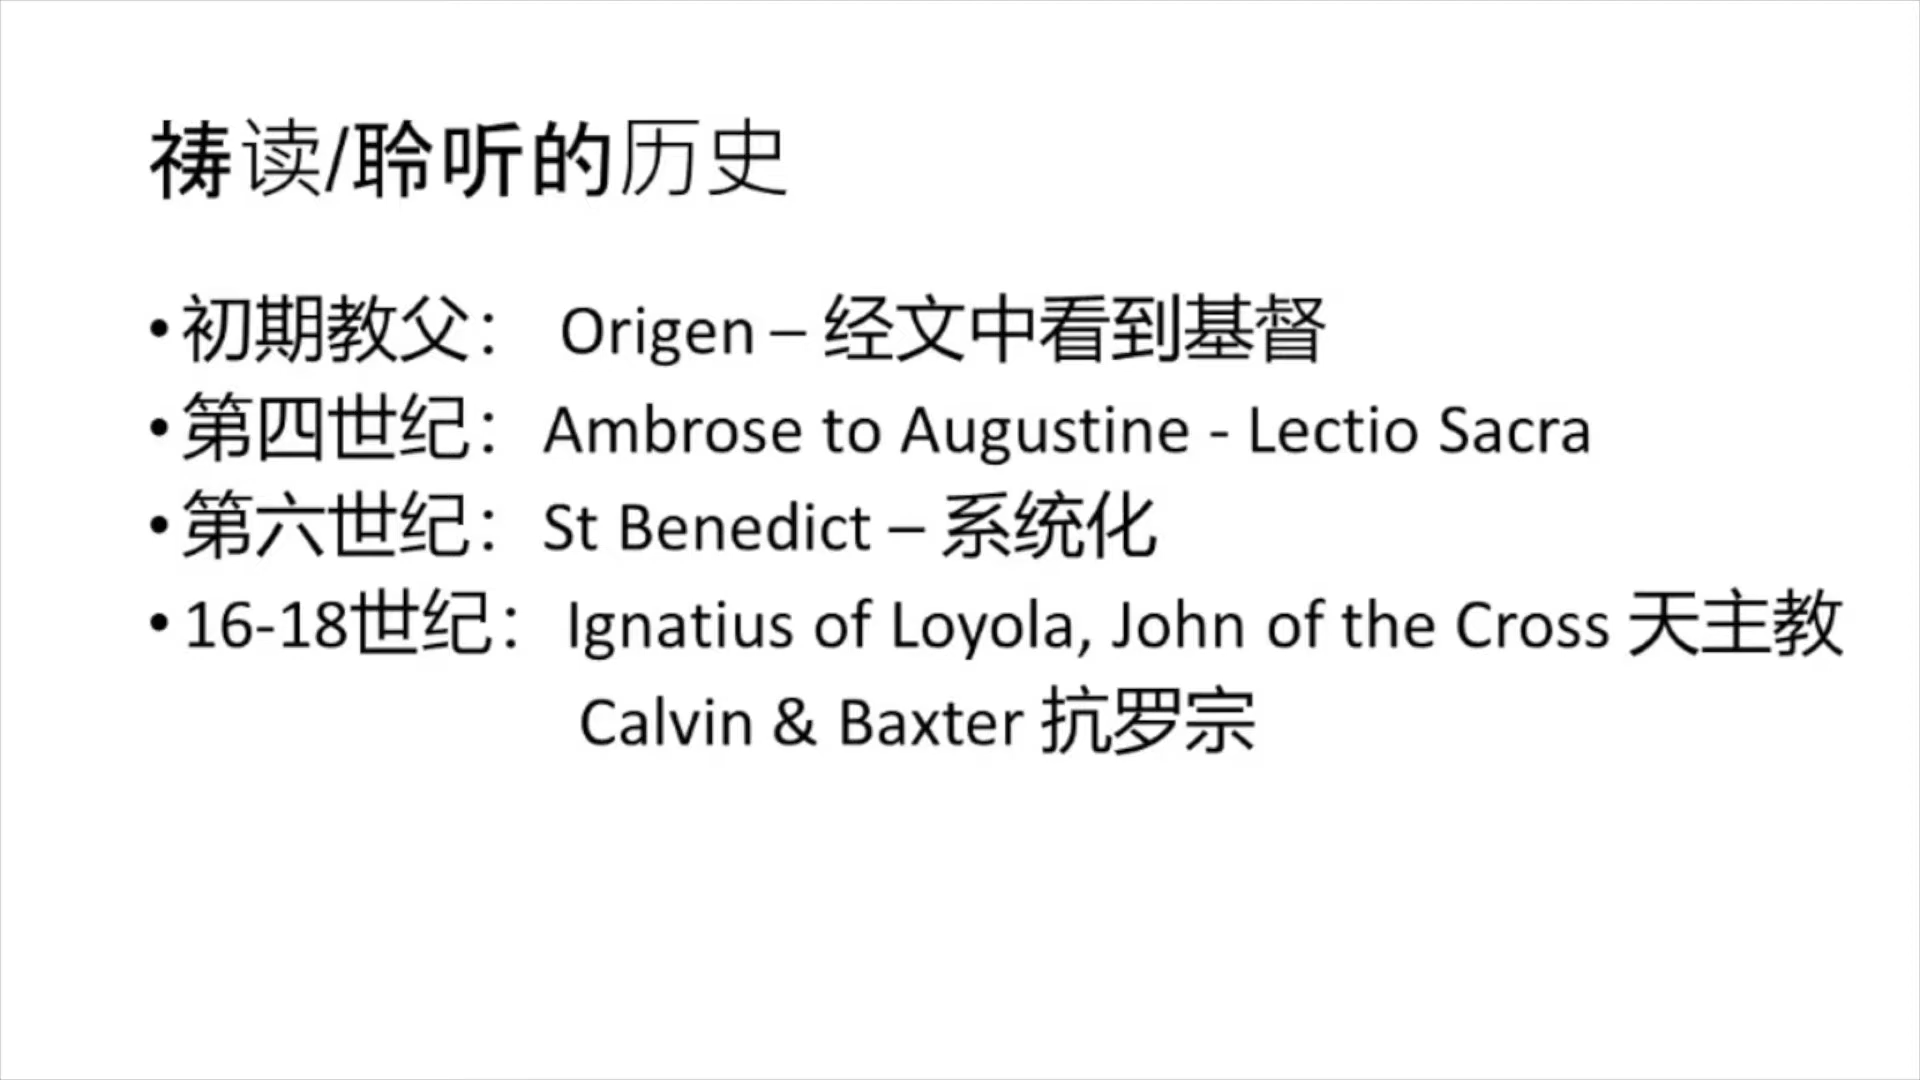 祷读/聆听的历史
•初期教父： Origen – 经文中看到基督
•第四世纪：Ambrose to Augustine - Lectio Sacra
•第六世纪：St Benedict – 系统化
•16-18世纪： Ignatius of Loyola, John of the Cross 天主教
Calvin & Baxter 抗罗宗